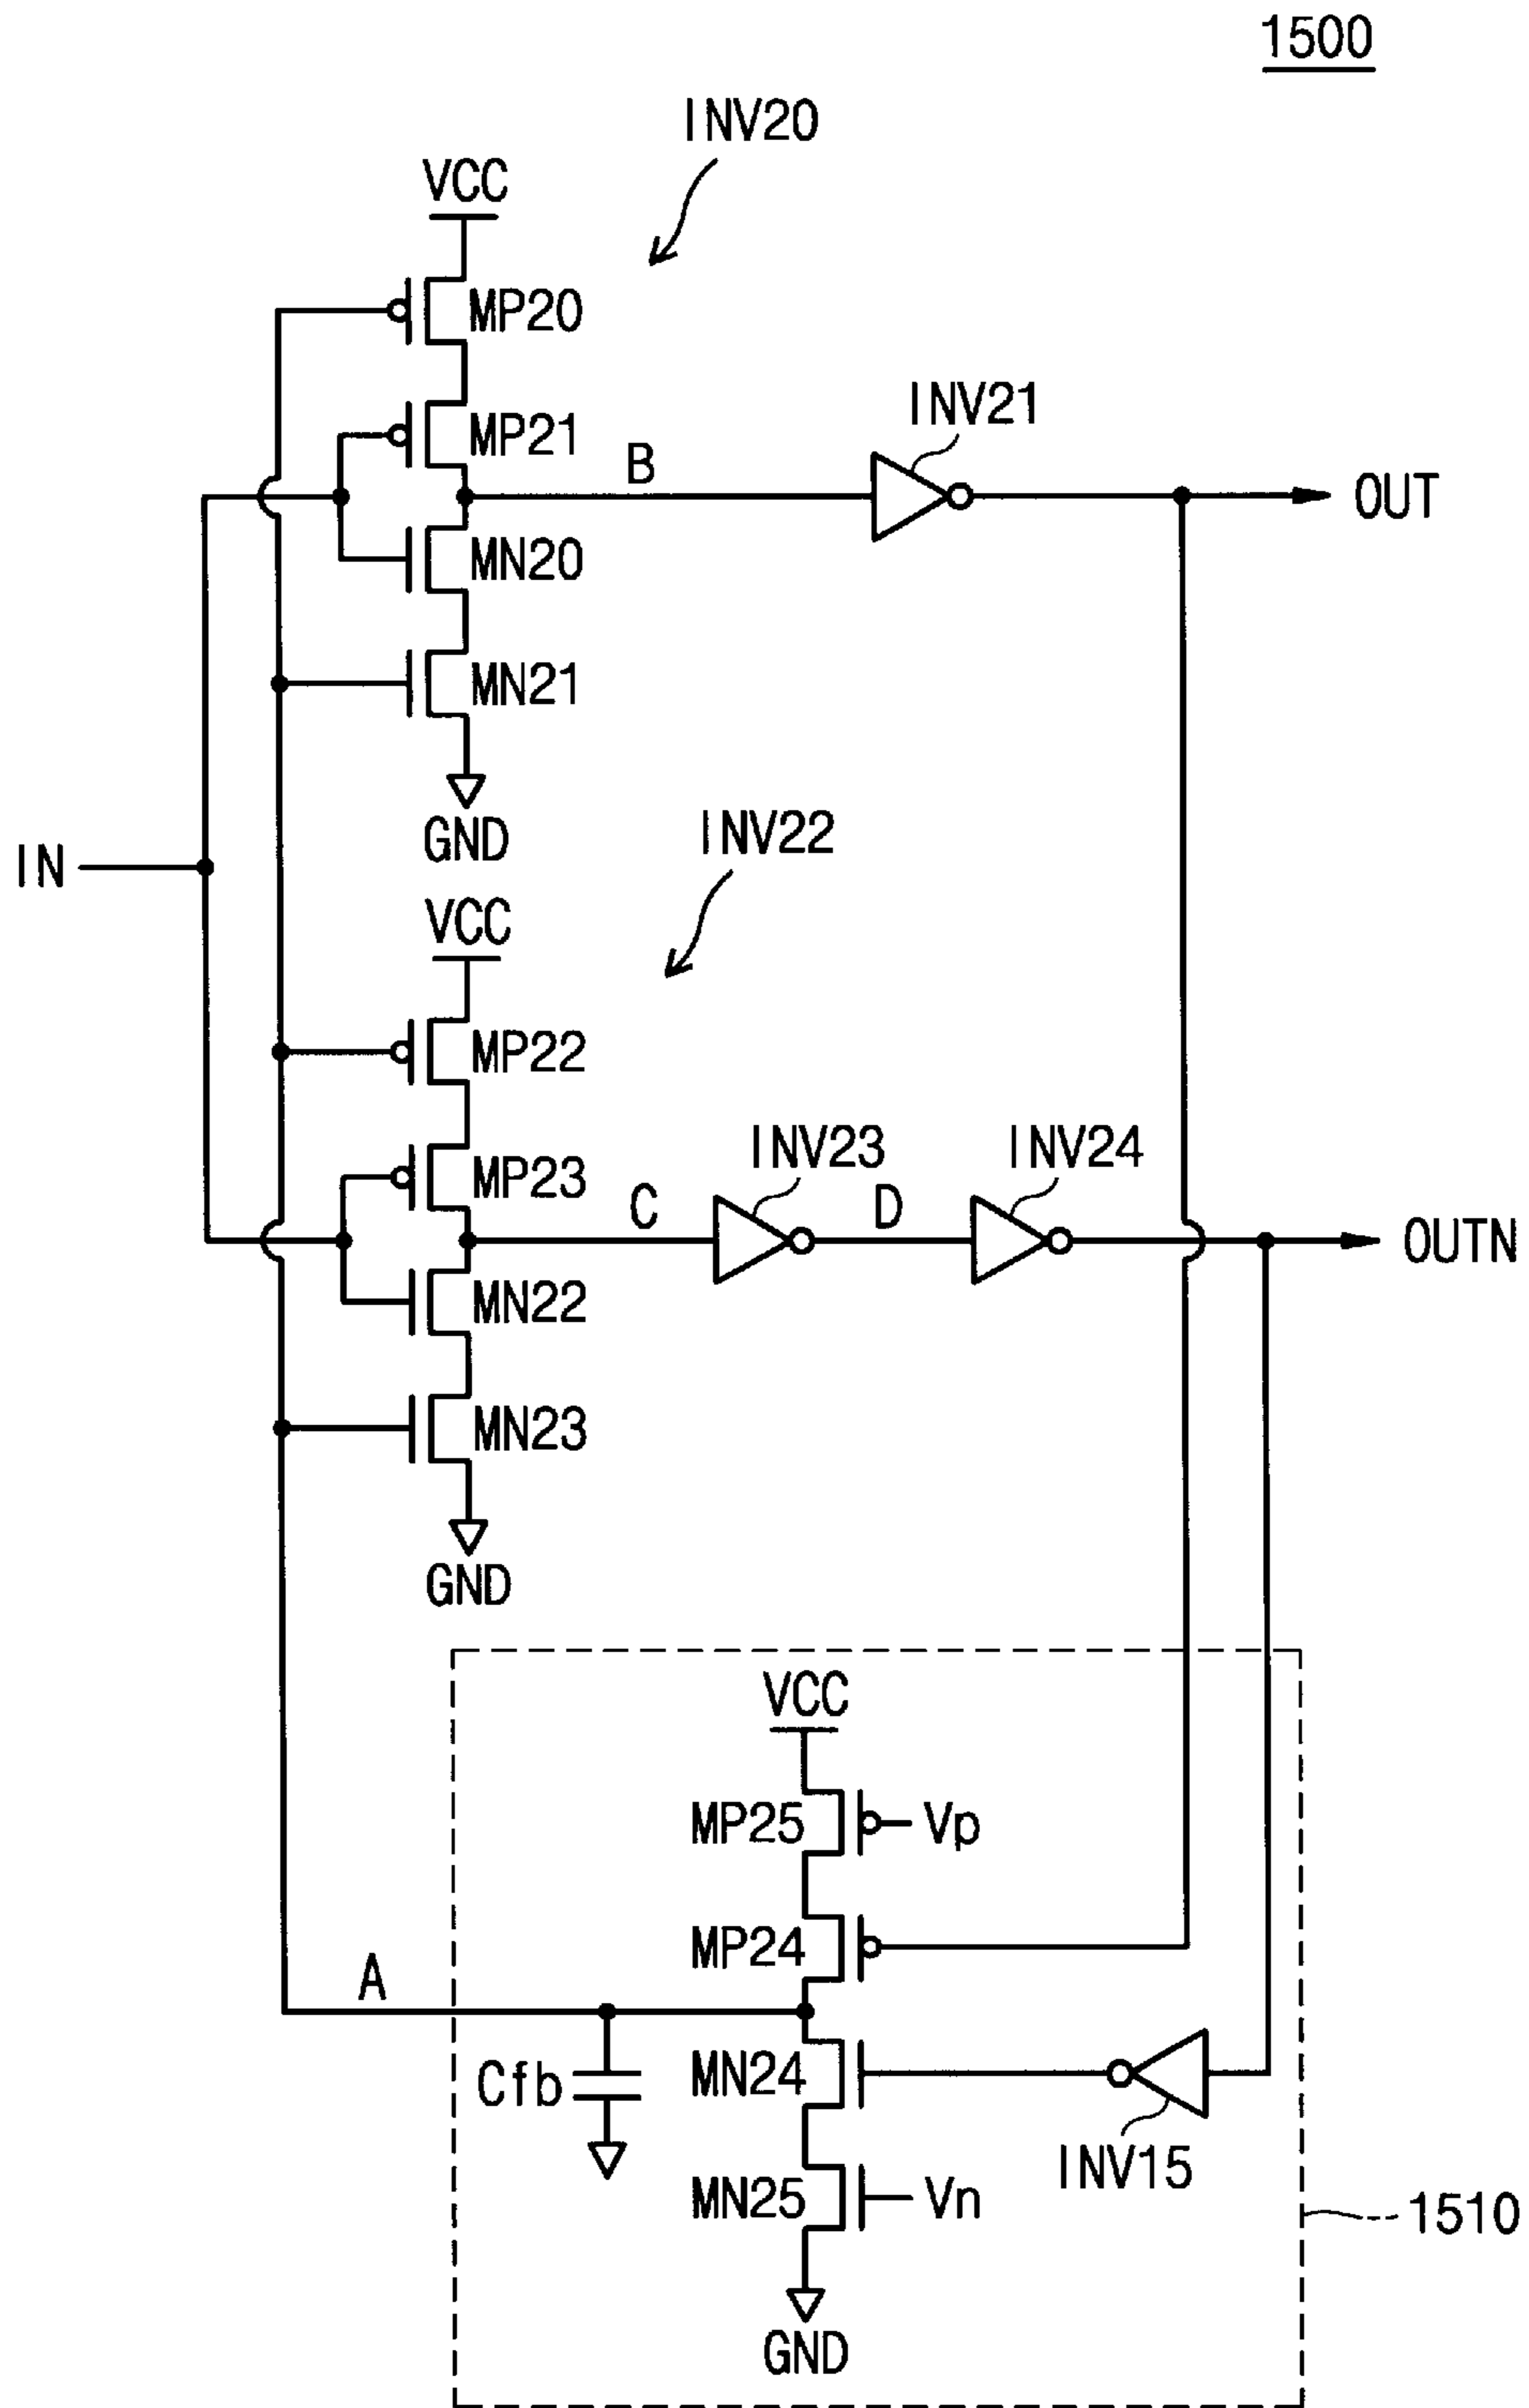 1500
INV20
VCC
MP20
MP21
INV21
B
OUT
MN20
MN21
GND
INV22
IN
VCC
MP22
INV23
INV24
MP23
C
D
OUTN
MN22
MN23
GND
VCC
MP25
Vp
MP24
A
Cfb
MN24
INV15
MN25
Vn
1510
GND